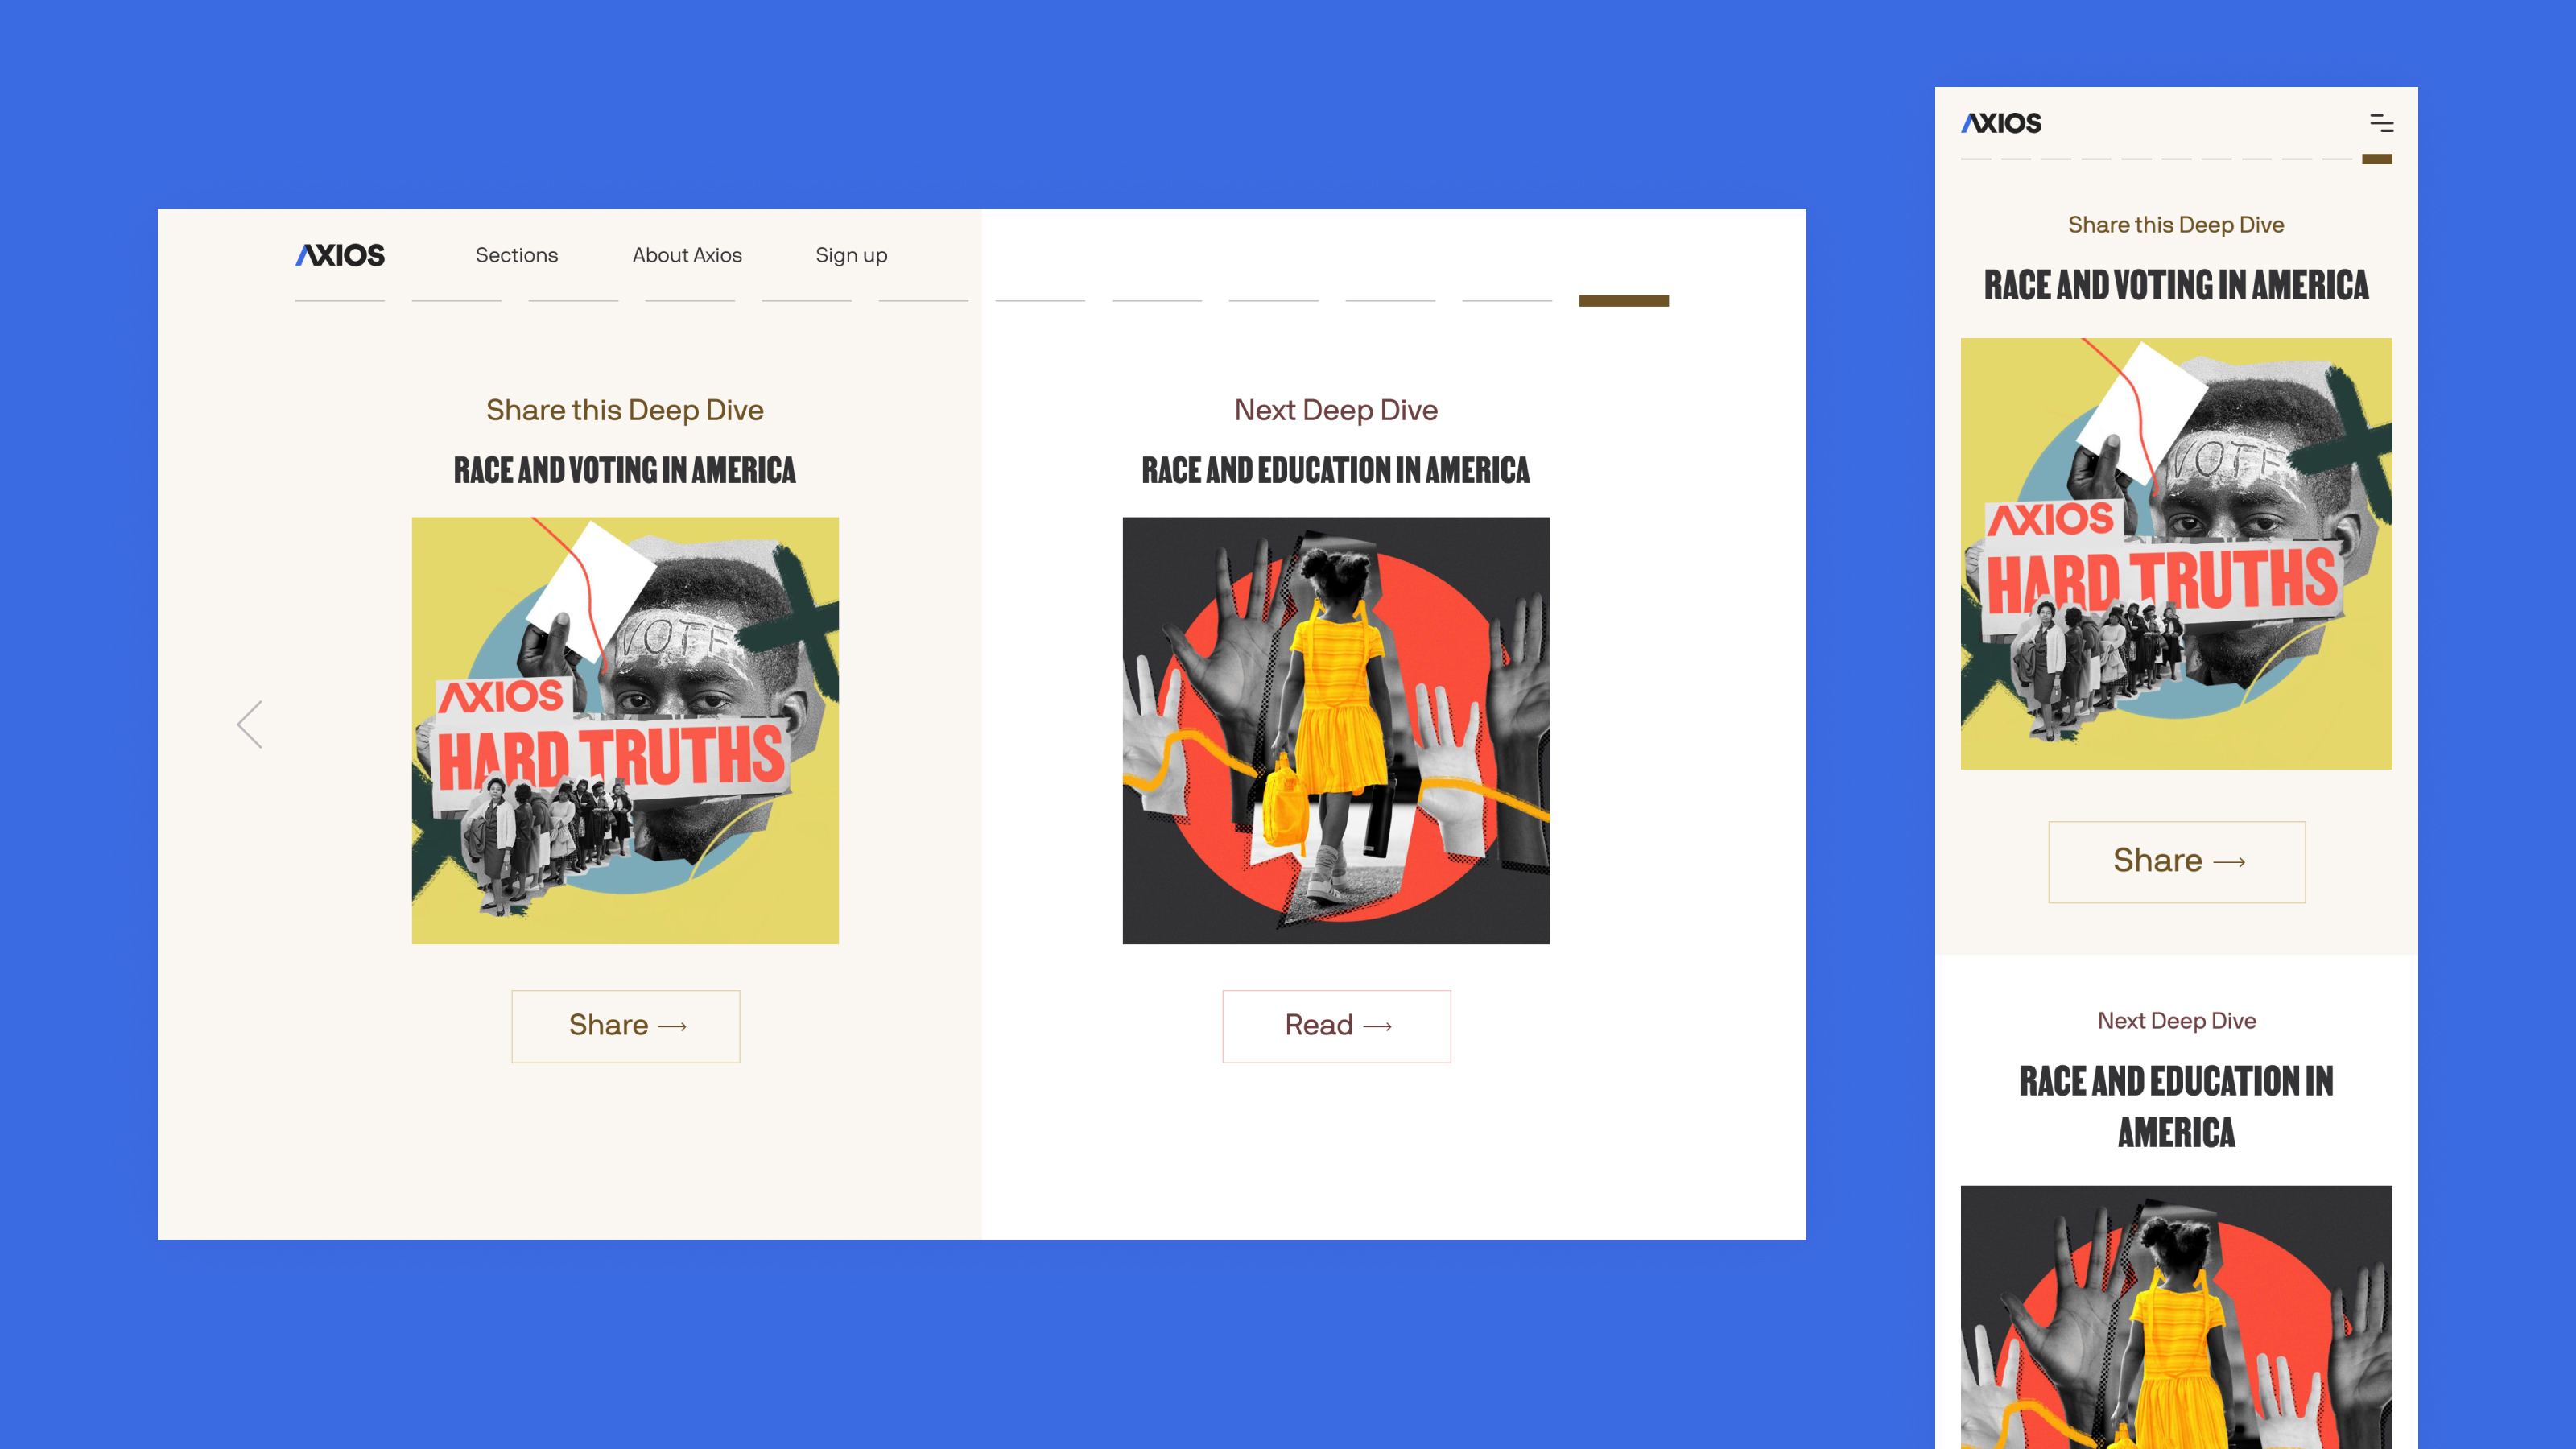 AXIOS
Sections
About Axios
Sign up
Share this Deep Dive
RACE AND VOTING IN AMERICA
VOTE
AXIOS
HARD TRUTHS
Share
Next Deep Dive
RACE AND EDUCATION IN AMERICA
Read
AXIOS
Share this Deep Dive
RACE AND VOTING IN AMERICA
VOTE
AXIOS
HARD TRUTHS
Share
Next Deep Dive
RACE AND EDUCATION IN
AMERICA